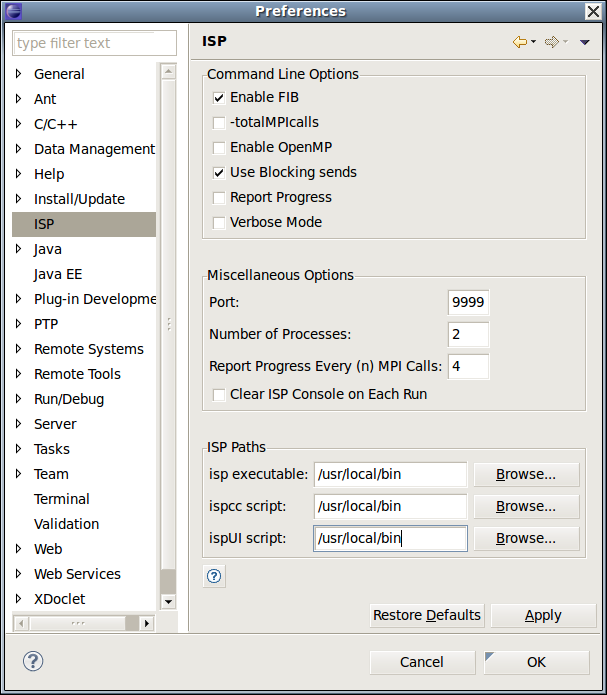 Preferences
type filter text
General
Ant
C/C++
Data Management
Help
Install/Update
ISP
Java
Java EE
Plug-in Developme
PTP
Remote Systems
Remote Tools
Run/Debug
Server
Tasks
Team
Terminal
Validation
Web
Web Services
XDoclet
ISP
Command Line Options
Enable FIB
-totalMPIcalls
Enable OpenMP
Use Blocking sends
Report Progress
Verbose Mode
Miscellaneous Options
Port: 9999
Number of Processes: 2
Report Progress Every (n) MPI Calls: 4
Clear ISP Console on Each Run
ISP Paths
isp executable: /usr/local/bin Browse...
ispcc script: /usr/local/bin Browse...
ispUI script: /usr/local/bin Browse...
?
Restore Defaults Apply
? Cancel OK